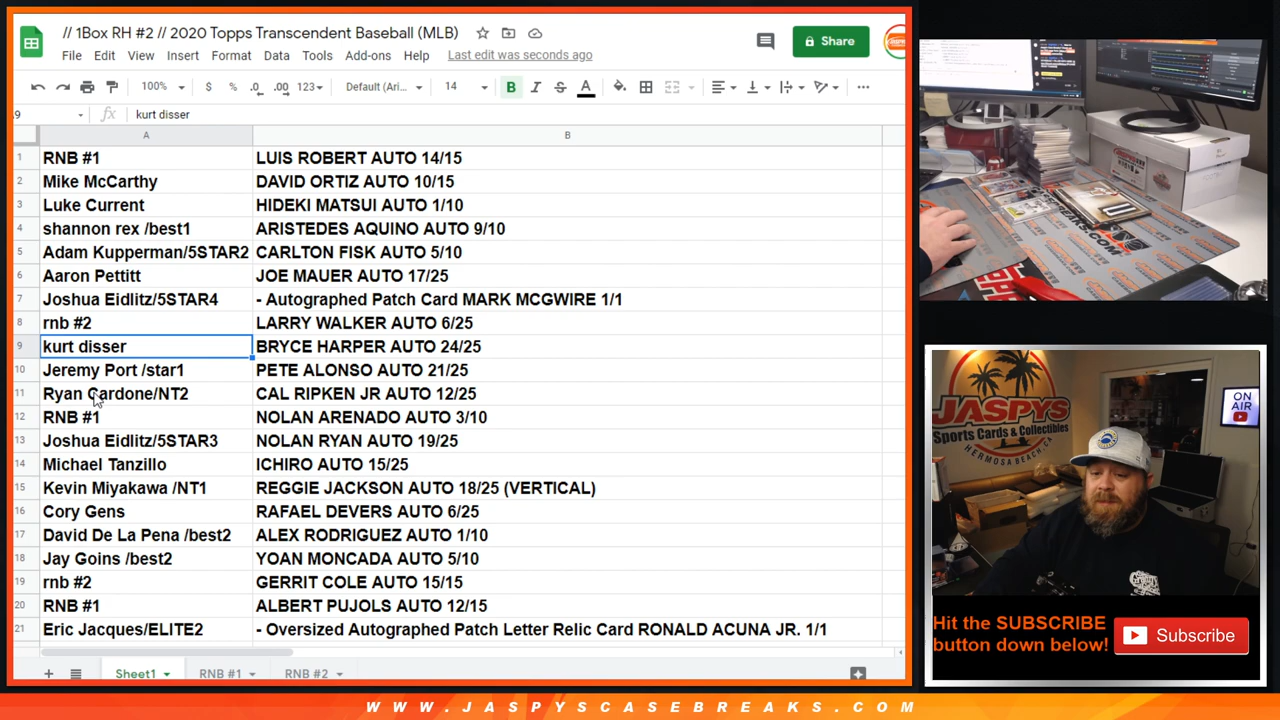 // 1Box RH #2 // 2020 Topps Transcendent Baseball (MLB)
File Edit View Insert Format Data Tools Add-ons Help Last edit was seconds ago
Share
100% $ % .0 .00 123 Default (Ari... 14 B I S A
9 fx kurt disser
A B
1 RNB #1 LUIS ROBERT AUTO 14/15
2 Mike McCarthy DAVID ORTIZ AUTO 10/15
3 Luke Current HIDEKI MATSUI AUTO 1/10
4 shannon rex /best1 ARISTEDES AQUINO AUTO 9/10
5 Adam Kupperman/5STAR2 CARLTON FISK AUTO 5/10
6 Aaron Pettitt JOE MAUER AUTO 17/25
7 Joshua Eidlitz/5STAR4 - Autographed Patch Card MARK MCGWIRE 1/1
8 rnb #2 LARRY WALKER AUTO 6/25
9 kurt disser BRYCE HARPER AUTO 24/25
10 Jeremy Port /star1 PETE ALONSO AUTO 21/25
11 Ryan Cardone/NT2 CAL RIPKEN JR AUTO 12/25
12 RNB #1 NOLAN ARENADO AUTO 3/10
13 Joshua Eidlitz/5STAR3 NOLAN RYAN AUTO 19/25
14 Michael Tanzillo ICHIRO AUTO 15/25
15 Kevin Miyakawa /NT1 REGGIE JACKSON AUTO 18/25 (VERTICAL)
16 Cory Gens RAFAEL DEVERS AUTO 6/25
17 David De La Pena /best2 ALEX RODRIGUEZ AUTO 1/10
18 Jay Goins /best2 YOAN MONCADA AUTO 5/10
19 rnb #2 GERRIT COLE AUTO 15/15
20 RNB #1 ALBERT PUJOLS AUTO 12/15
21 Eric Jacques/ELITE2 - Oversized Autographed Patch Letter Relic Card RONALD ACUNA JR. 1/1
Sheet1 RNB #1 RNB #2
JASPYS
Sports Cards & Collectibles
HERMOSA BEACH, CA
ON AIR
Hit the SUBSCRIBE
button down below!
Subscribe
WWW.JASPYSCASEBREAKS.COM